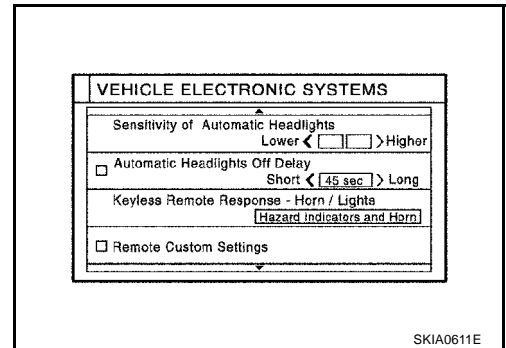 VEHICLE ELECTRONIC SYSTEMS
Sensitivity of Automatic Headlights
Lower < > Higher
Automatic Headlights Off Delay
Short < 45 sec > Long
Keyless Remote Response - Horn / Lights
Hazard Indicators and Horn
Remote Custom Settings
SKIA0611E